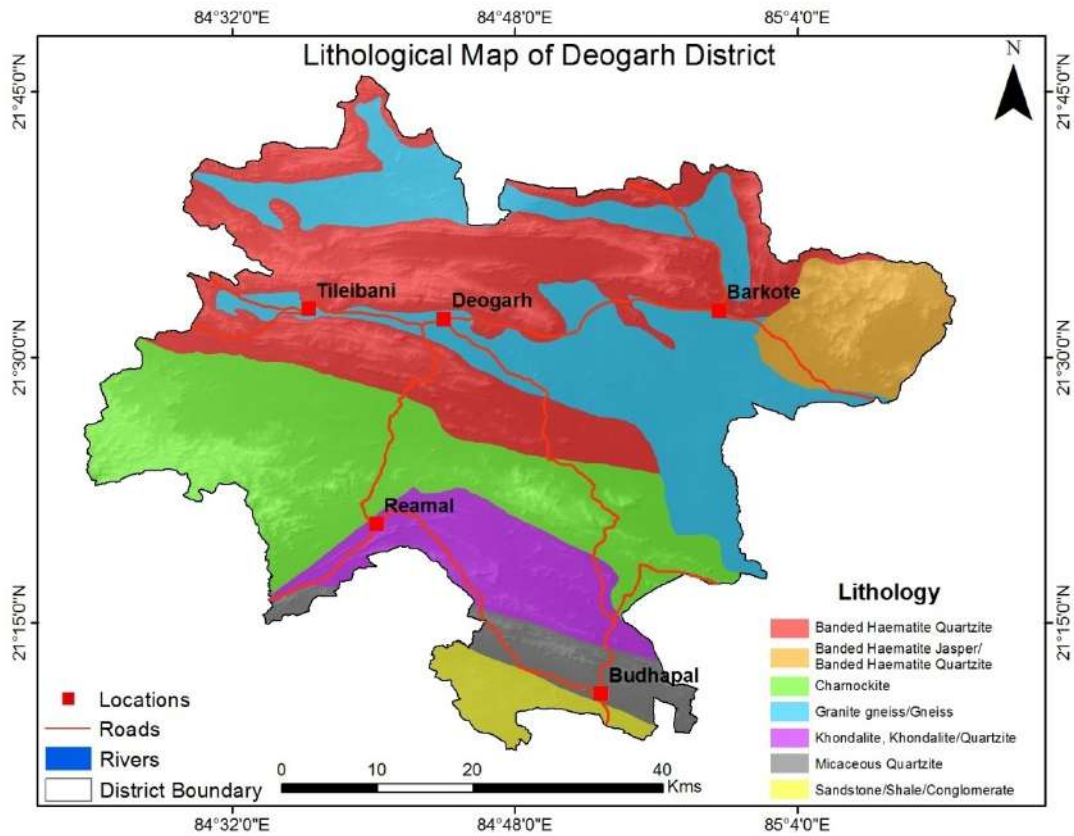 84°32'0"E 84°48'0"E 85°4'0"E
Lithological Map of Deogarh District
N
21°45'0"N 21°45'0"N
Tileibani
Deogarh
Barkote
21°30'0"N 21°30'0"N
Reamal
21°15'0"N 21°15'0"N
Budhapal
Locations
Roads
Rivers
District Boundary
0 10 20 40
Kms
Lithology
Banded Haematite Quartzite
Banded Haematite Jasper/
Banded Haematite Quartzite
Charnockite
Granite gneiss/Gneiss
Khondalite, Khondalite/Quartzite
Micaceous Quartzite
Sandstone/Shale/Conglomerate
84°32'0"E 84°48'0"E 85°4'0"E